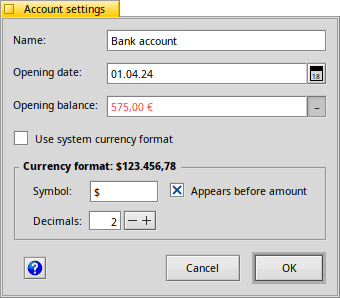 Account settings
Name: Bank account
Opening date: 01.04.24 18
Opening balance: 575,00 € -
Use system currency format
Currency format: $123.456,78
Symbol: $ Appears before amount
Decimals: 2 − +
? Cancel OK